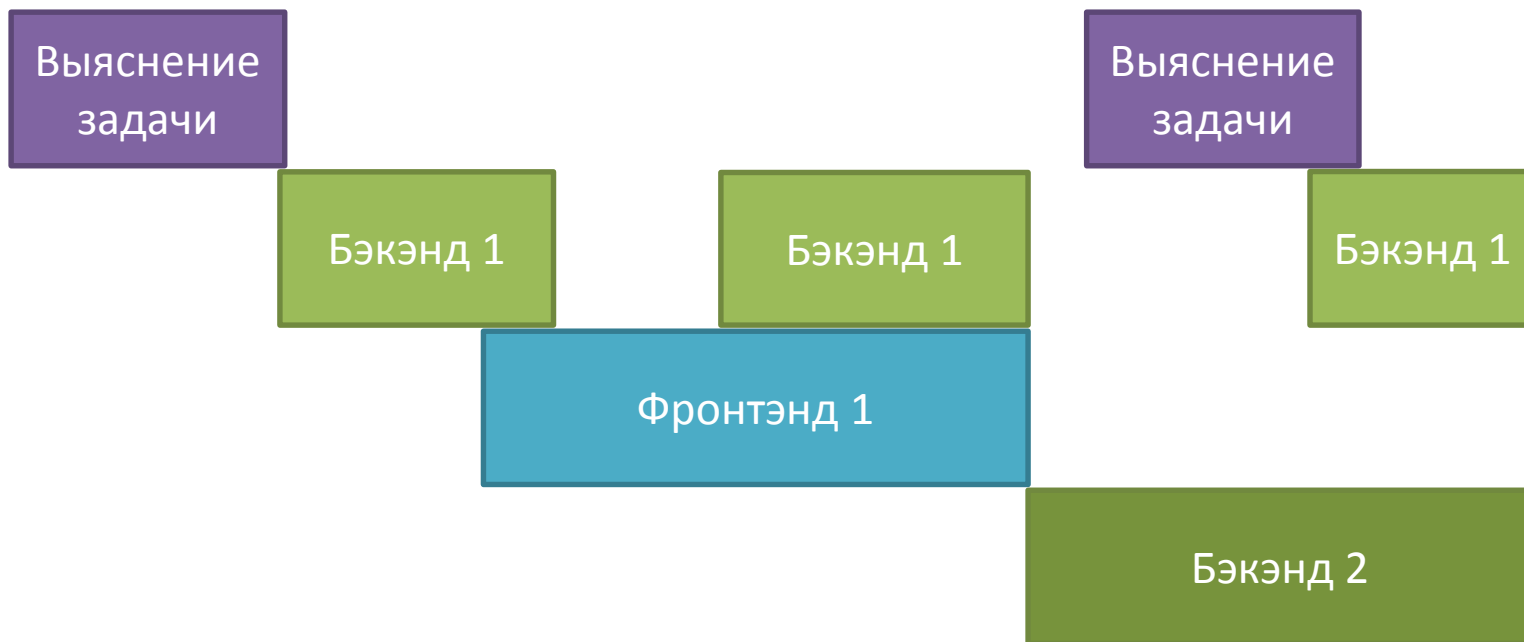 Выяснение
задачи
Выяснение
задачи
Бэкэнд 1
Бэкэнд 1
Бэкэнд 1
Фронтэнд 1
Бэкэнд 2